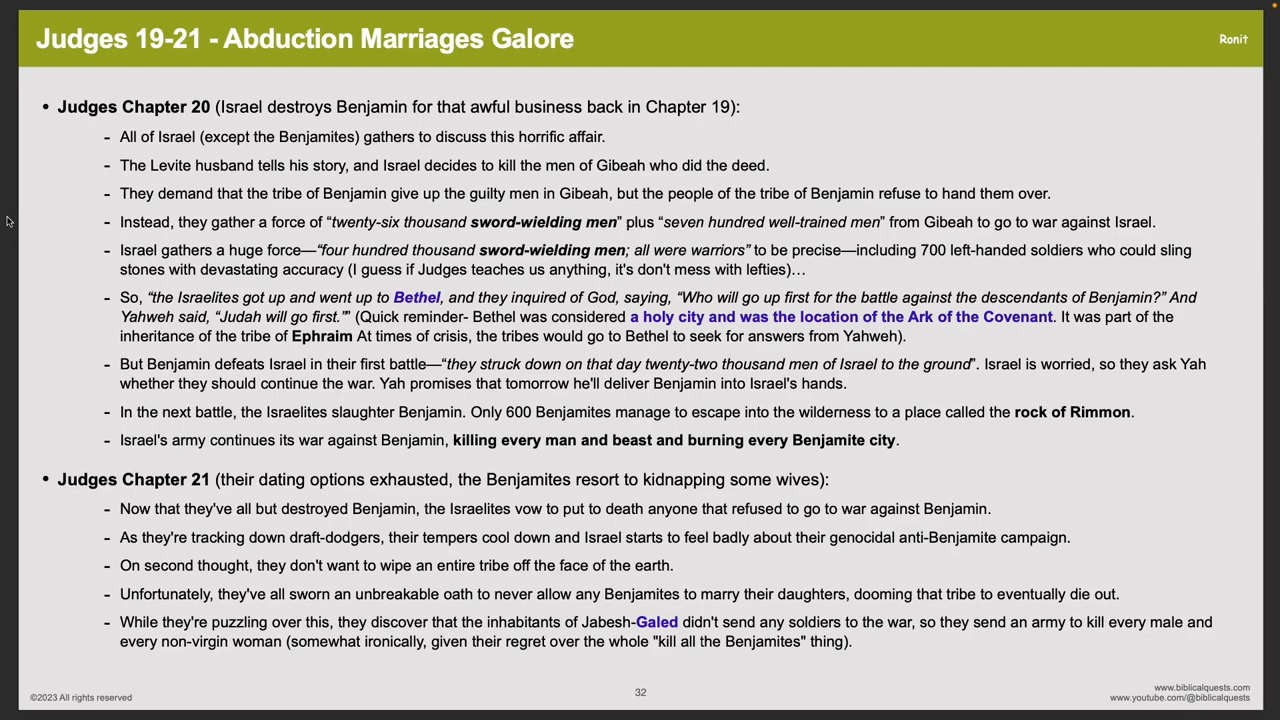 Judges 19-21 - Abduction Marriages Galore
Ronit
• Judges Chapter 20 (Israel destroys Benjamin for that awful business back in Chapter 19):
- All of Israel (except the Benjamites) gathers to discuss this horrific affair.
- The Levite husband tells his story, and Israel decides to kill the men of Gibeah who did the deed.
- They demand that the tribe of Benjamin give up the guilty men in Gibeah, but the people of the tribe of Benjamin refuse to hand them over.
- Instead, they gather a force of “twenty-six thousand sword-wielding men” plus “seven hundred well-trained men” from Gibeah to go to war against Israel.
- Israel gathers a huge force—“four hundred thousand sword-wielding men; all were warriors” to be precise—including 700 left-handed soldiers who could sling
stones with devastating accuracy (I guess if Judges teaches us anything, it's don't mess with lefties)…
- So, “the Israelites got up and went up to Bethel, and they inquired of God, saying, “Who will go up first for the battle against the descendants of Benjamin?” And
Yahweh said, “Judah will go first.”” (Quick reminder- Bethel was considered a holy city and was the location of the Ark of the Covenant. It was part of the
inheritance of the tribe of Ephraim At times of crisis, the tribes would go to Bethel to seek for answers from Yahweh).
- But Benjamin defeats Israel in their first battle—“they struck down on that day twenty-two thousand men of Israel to the ground”. Israel is worried, so they ask Yah
whether they should continue the war. Yah promises that tomorrow he'll deliver Benjamin into Israel's hands.
- In the next battle, the Israelites slaughter Benjamin. Only 600 Benjamites manage to escape into the wilderness to a place called the rock of Rimmon.
- Israel's army continues its war against Benjamin, killing every man and beast and burning every Benjamite city.
• Judges Chapter 21 (their dating options exhausted, the Benjamites resort to kidnapping some wives):
- Now that they've all but destroyed Benjamin, the Israelites vow to put to death anyone that refused to go to war against Benjamin.
- As they're tracking down draft-dodgers, their tempers cool down and Israel starts to feel badly about their genocidal anti-Benjamite campaign.
- On second thought, they don't want to wipe an entire tribe off the face of the earth.
- Unfortunately, they've all sworn an unbreakable oath to never allow any Benjamites to marry their daughters, dooming that tribe to eventually die out.
- While they're puzzling over this, they discover that the inhabitants of Jabesh-Galed didn't send any soldiers to the war, so they send an army to kill every male and
every non-virgin woman (somewhat ironically, given their regret over the whole "kill all the Benjamites" thing).
©2023 All rights reserved
32
www.biblicalquests.com
www.youtube.com/@biblicalquests